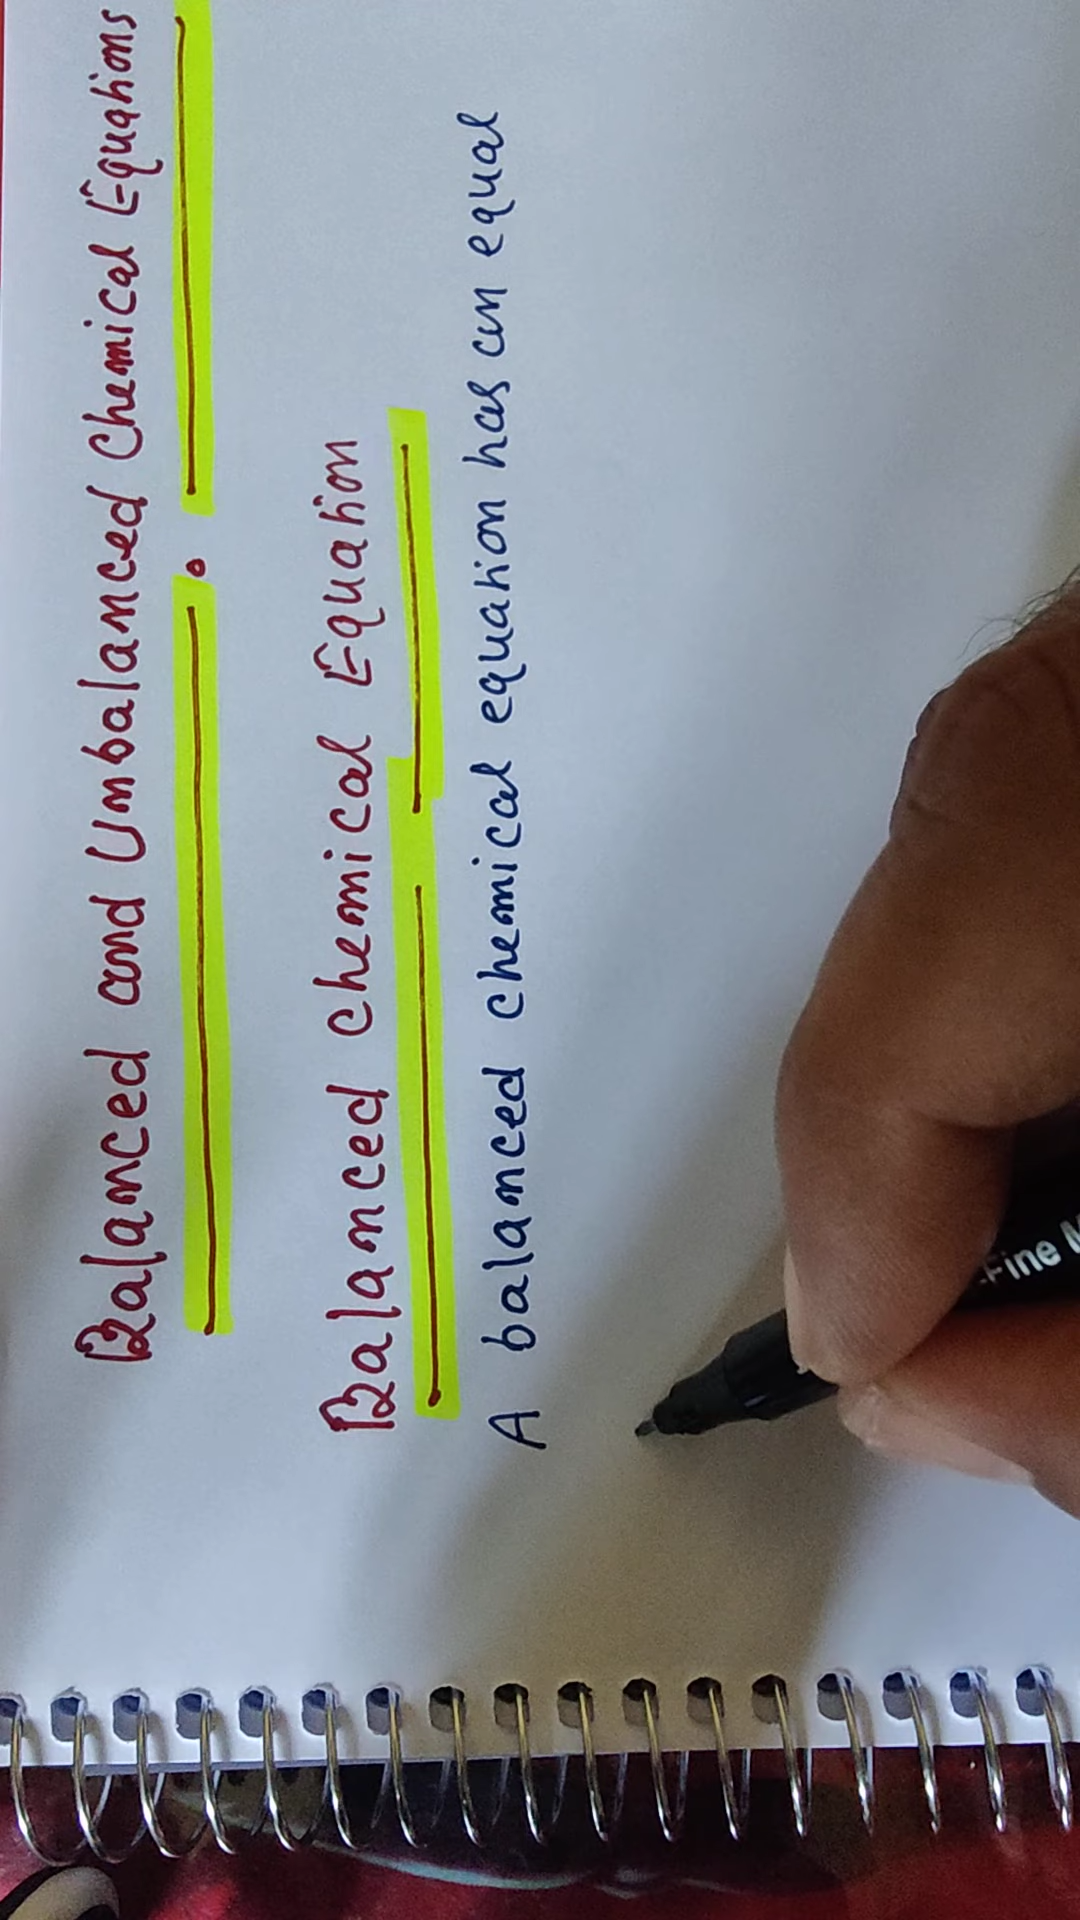 Balanced and Unbalanced Chemical Equations
Balanced Chemical Equation
A balanced chemical equation has an equal
Fine